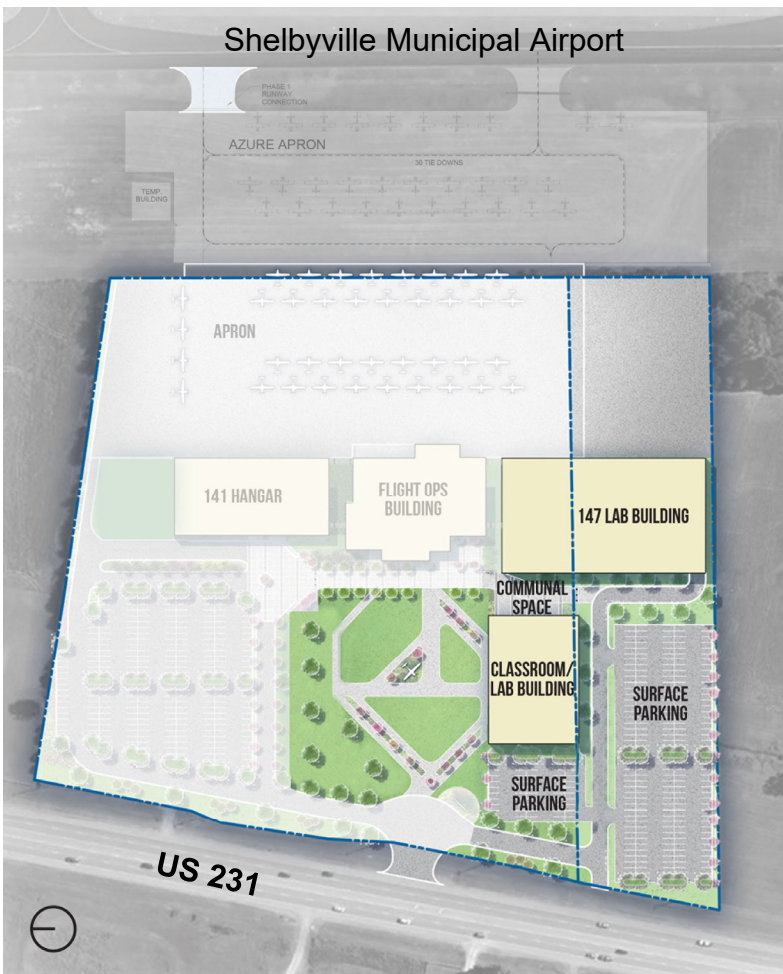 Shelbyville Municipal Airport
PHASE 1
RUNWAY
CONNECTION
AZURE APRON
30 TIE DOWNS
TEMP.
BUILDING
APRON
141 HANGAR
FLIGHT OPS
BUILDING
147 LAB BUILDING
COMMUNAL
SPACE
CLASSROOM/
LAB BUILDING
SURFACE
PARKING
SURFACE
PARKING
US 231